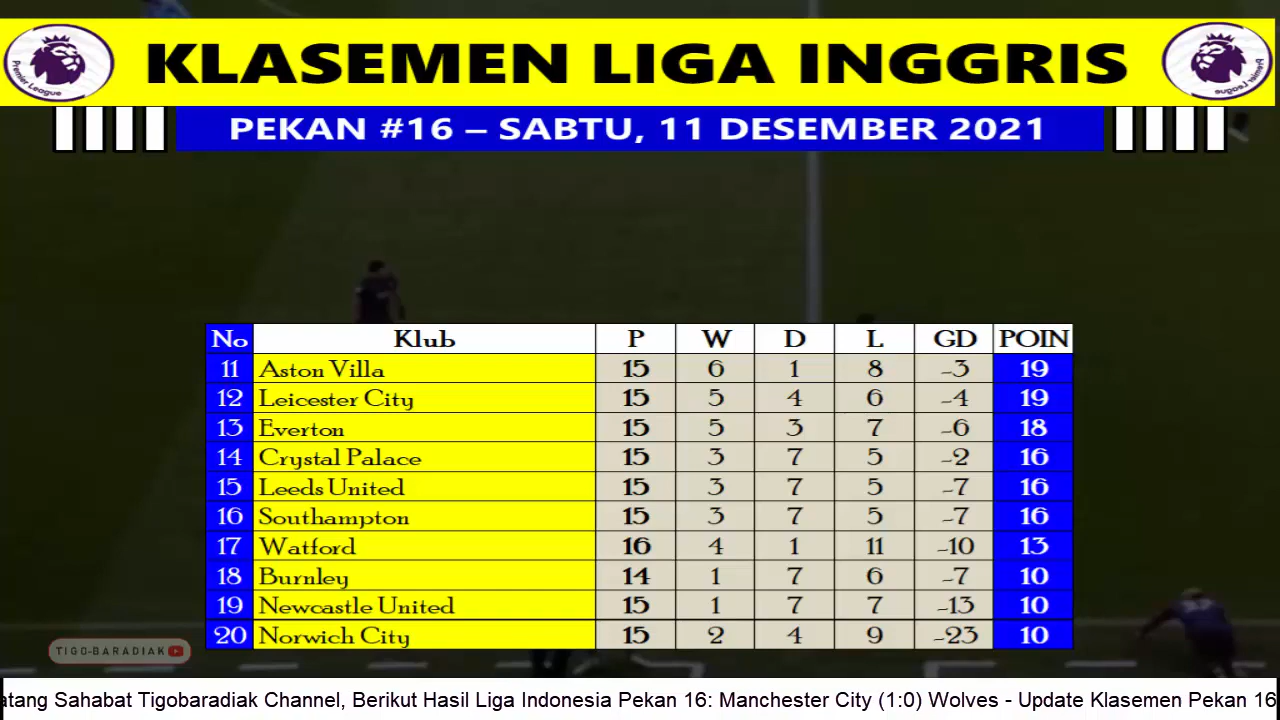 KLASEMEN LIGA INGGRIS
Premier League
Premier League
PEKAN #16 – SABTU, 11 DESEMBER 2021
No Klub P W D L GD POIN
11 Aston Villa 15 6 1 8 -3 19
12 Leicester City 15 5 4 6 -4 19
13 Everton 15 5 3 7 -6 18
14 Crystal Palace 15 3 7 5 -2 16
15 Leeds United 15 3 7 5 -7 16
16 Southampton 15 3 7 5 -7 16
17 Watford 16 4 1 11 -10 13
18 Burnley 14 1 7 6 -7 10
19 Newcastle United 15 1 7 7 -13 10
20 Norwich City 15 2 4 9 -23 10
TIGO-BARADIAK
atang Sahabat Tigobaradiak Channel, Berikut Hasil Liga Indonesia Pekan 16: Manchester City (1:0) Wolves - Update Klasemen Pekan 16